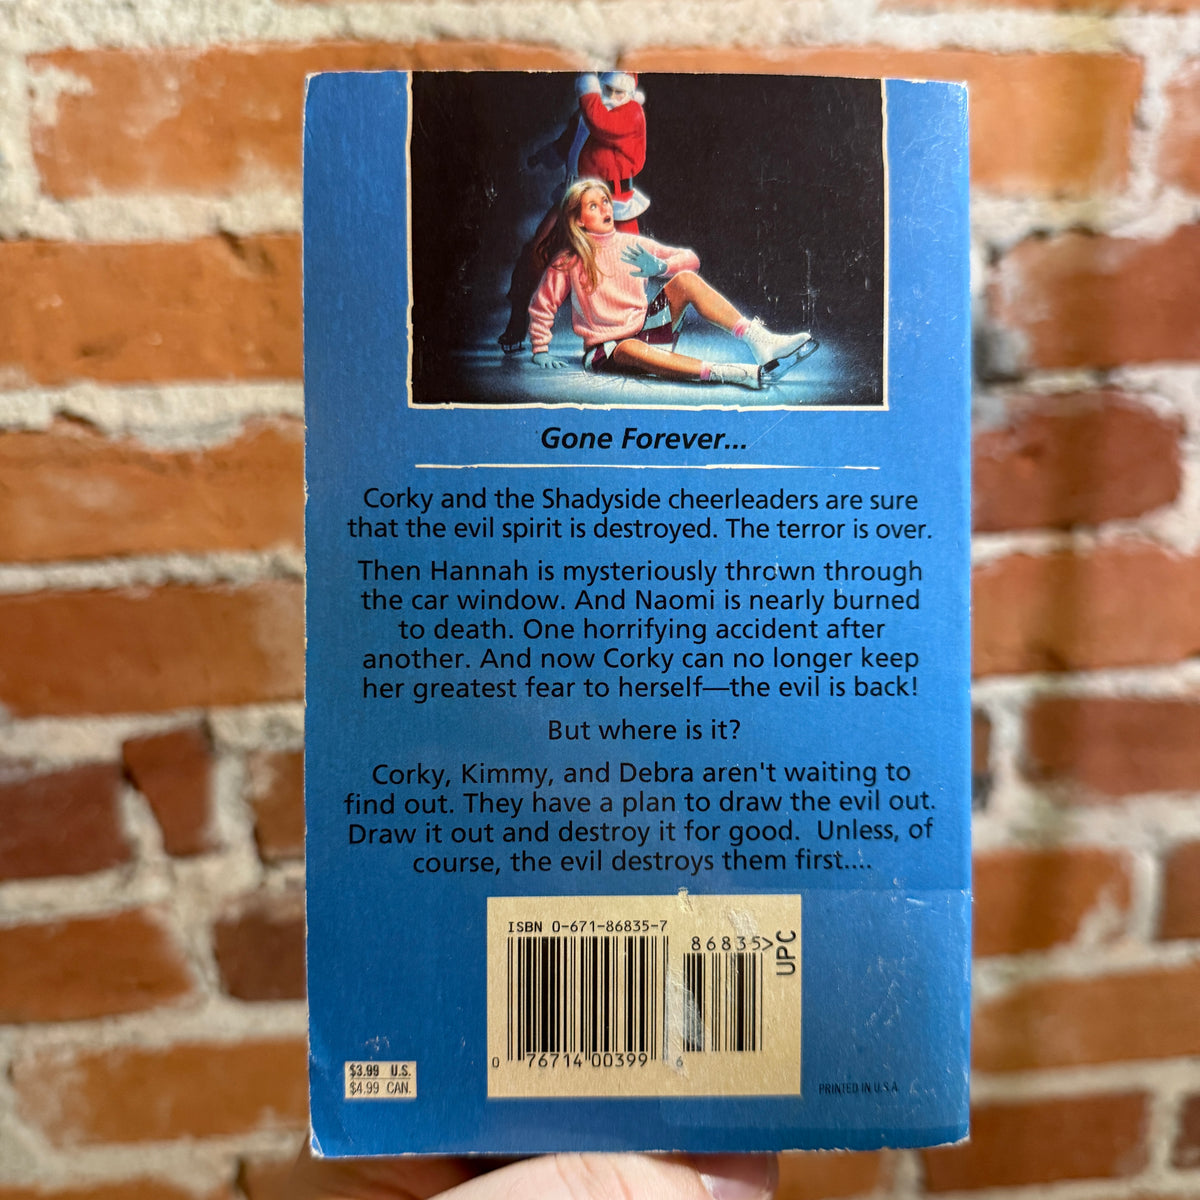 Gone Forever...
Corky and the Shadyside cheerleaders are sure
that the evil spirit is destroyed. The terror is over.
Then Hannah is mysteriously thrown through
the car window. And Naomi is nearly burned
to death. One horrifying accident after
another. And now Corky can no longer keep
her greatest fear to herself—the evil is back!
But where is it?
Corky, Kimmy, and Debra aren't waiting to
find out. They have a plan to draw the evil out.
Draw it out and destroy it for good.  Unless, of
course, the evil destroys them first....
ISBN 0-671-86835-7
86835>
UPC
0 76714 00399 6
$3.99 U.S.
$4.99 CAN.
PRINTED IN U.S.A.